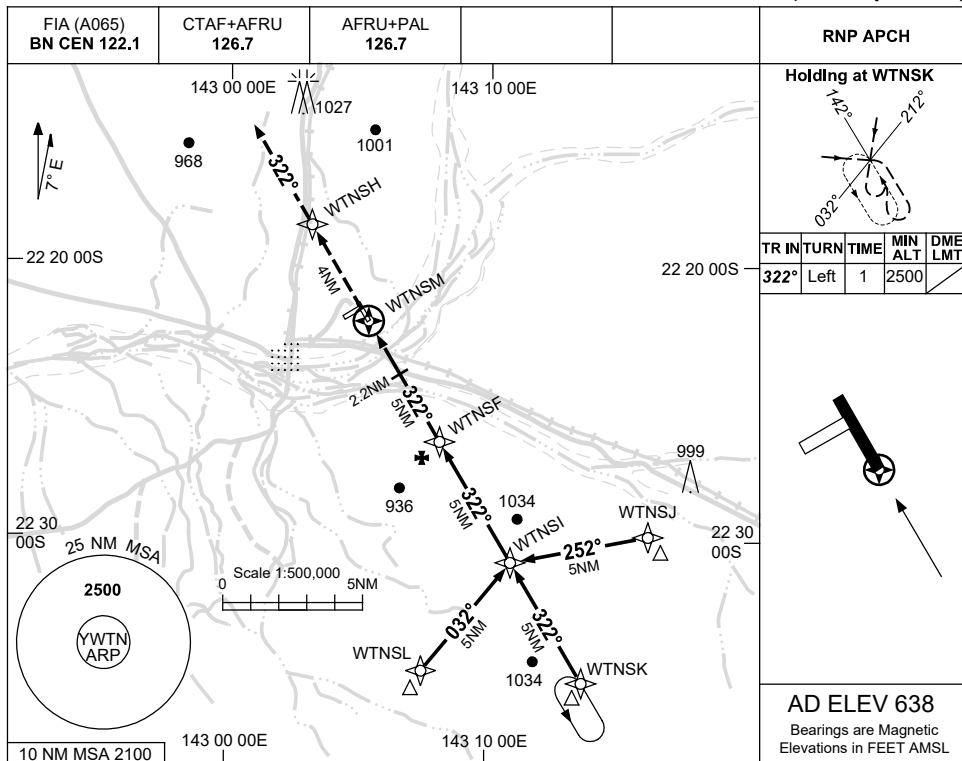 FIA (A065)
BN CEN 122.1
CTAF+AFRU
126.7
AFRU+PAL
126.7
RNP APCH
143 00 00E
143 10 00E
1027
1001
968
7° E
322°
WTNSH
22 20 00S
22 20 00S
4NM
WTNSM
2.2NM
322°
5NM
WTNSF
936
999
1034
322°
5NM
WTNSJ
WTNSI
252°
5NM
22 30
00S
22 30
00S
25 NM MSA
2500
YWTN
ARP
Scale 1:500,000
0
5NM
032°
5NM
322°
5NM
WTNSL
1034
WTNSK
10 NM MSA 2100
143 00 00E
143 10 00E
Holding at WTNSK
142°
212°
032°
TR IN TURN TIME MIN ALT DME LMT
322° Left 1 2500
AD ELEV 638
Bearings are Magnetic
Elevations in FEET AMSL